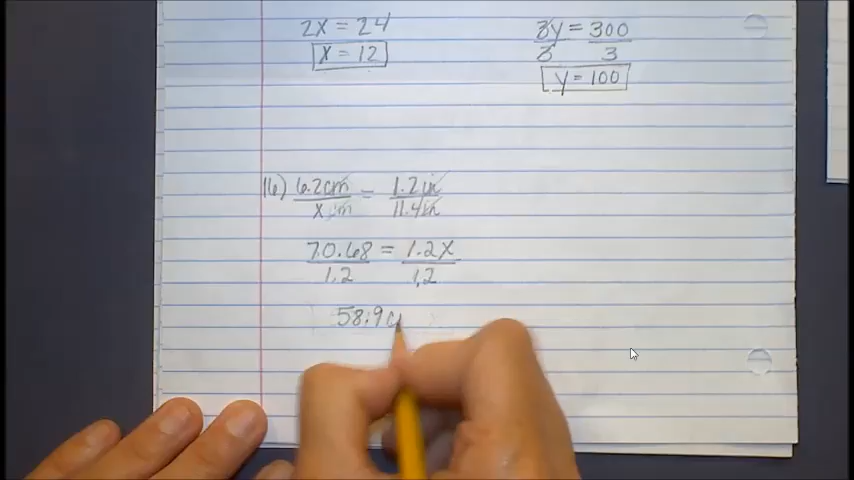 2x = 24
x = 12
3y = 300
3 3
y = 100
16) 6.2cm = 1.2in
x cm 11.4in
70.68 = 1.2x
1.2 1.2
58.9c